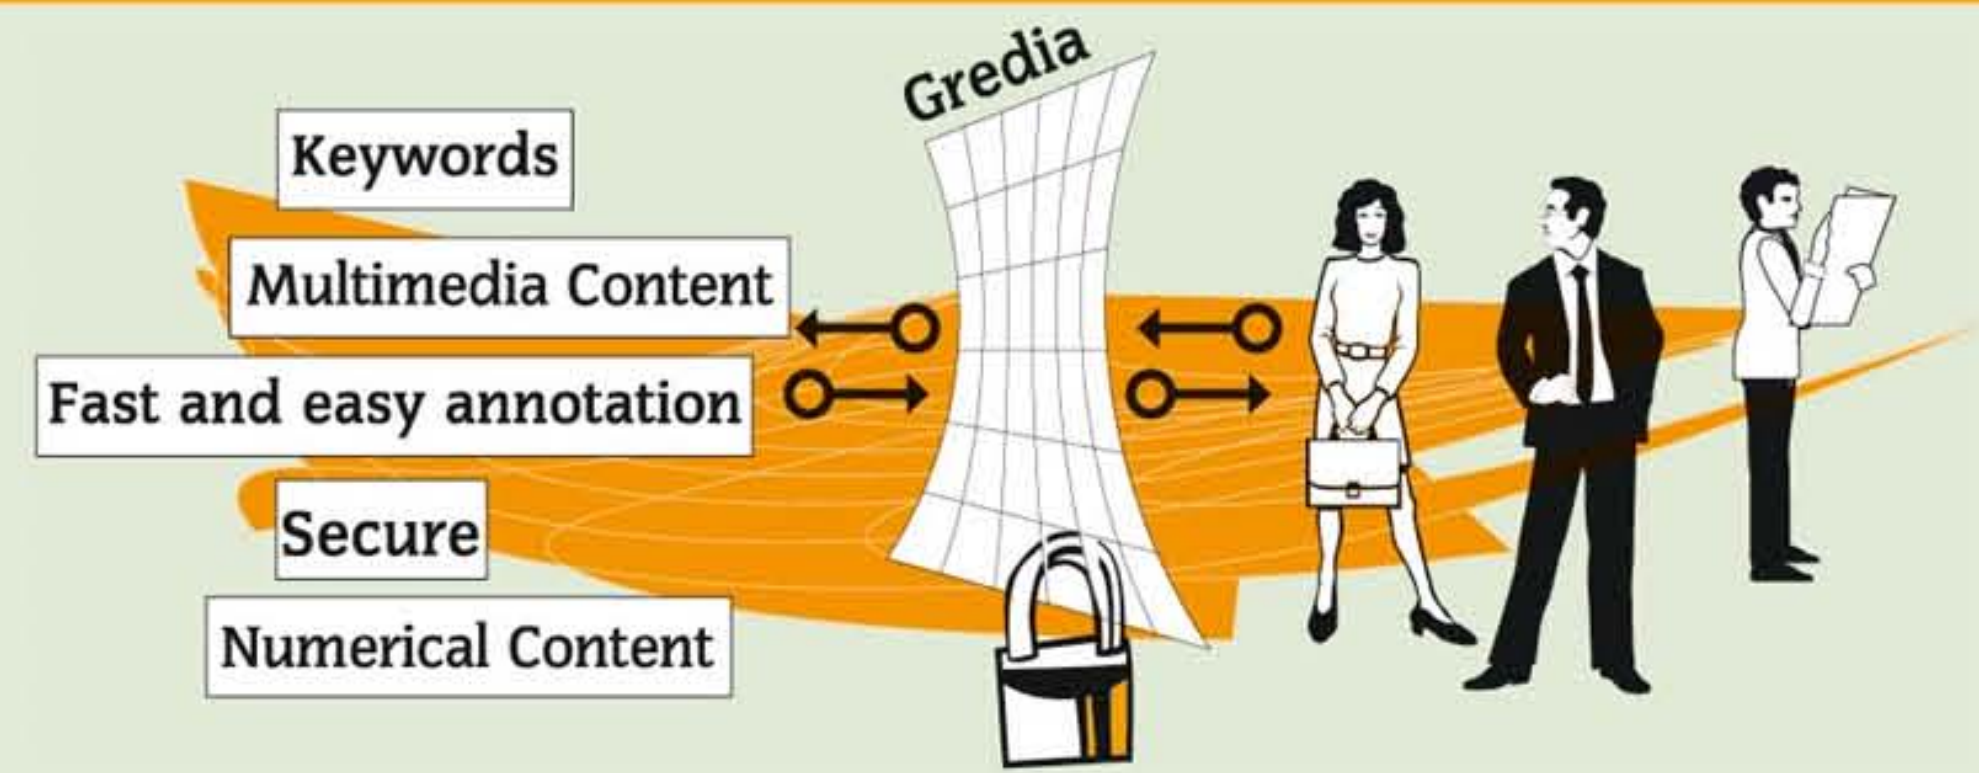 Gredia
Keywords
Multimedia Content
Fast and easy annotation
Secure
Numerical Content